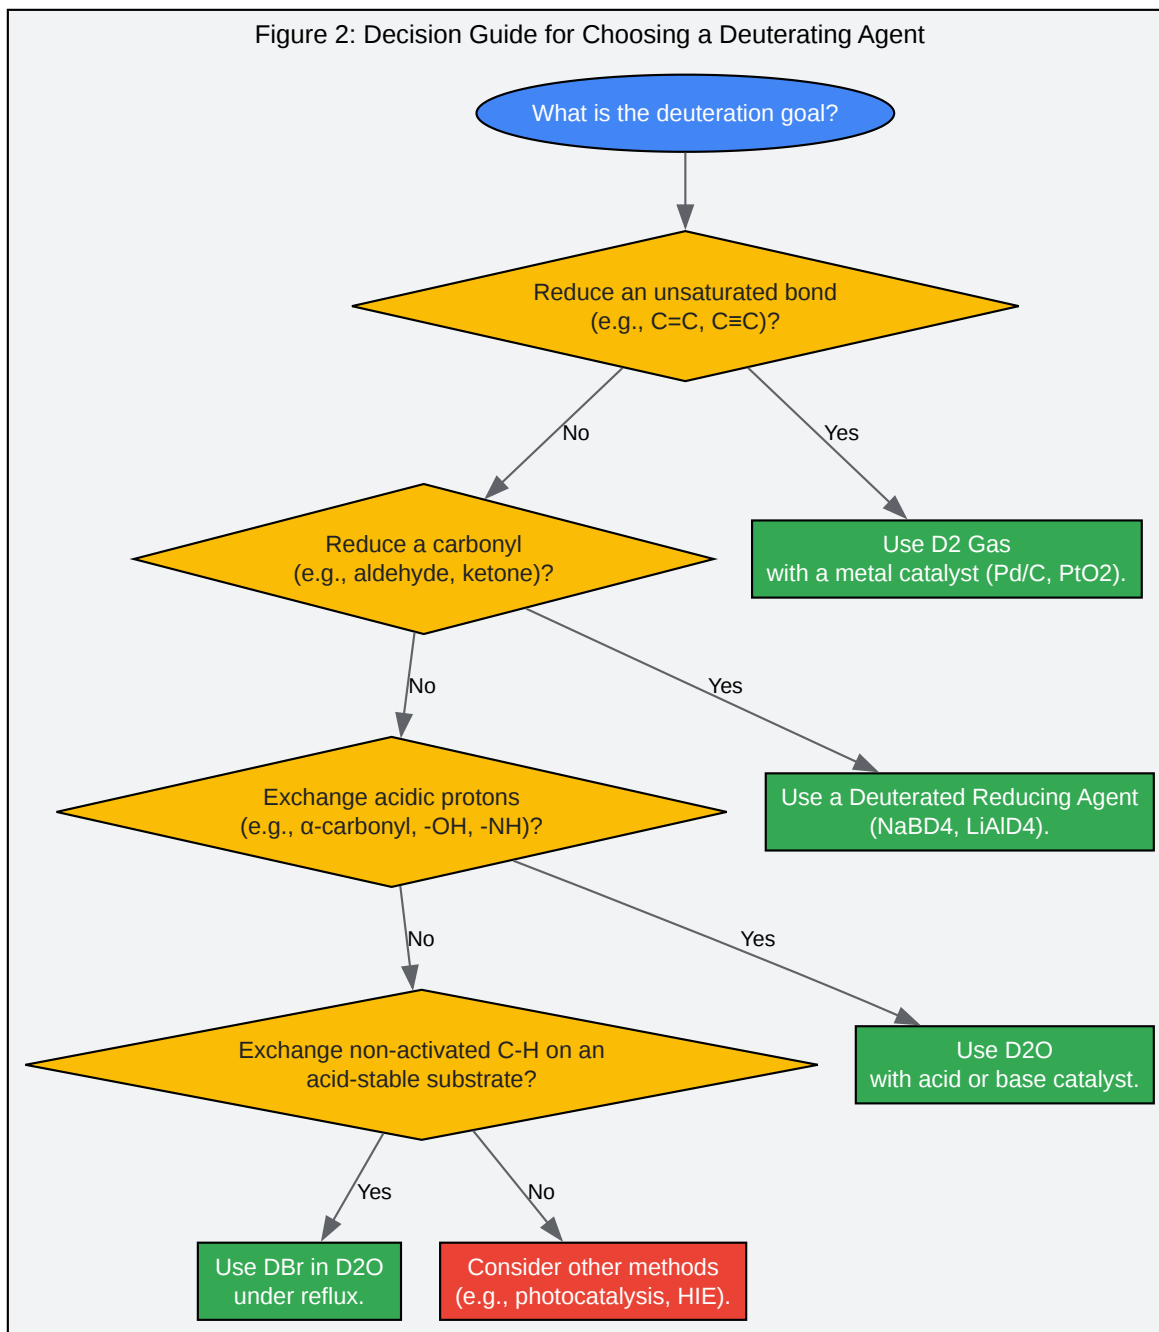 Figure 2: Decision Guide for Choosing a Deuterating Agent
What is the deuteration goal?
Reduce an unsaturated bond
(e.g., C=C, C≡C)?
No
Yes
Reduce a carbonyl
(e.g., aldehyde, ketone)?
Use D2 Gas
with a metal catalyst (Pd/C, PtO2).
No
Yes
Exchange acidic protons
(e.g., α-carbonyl, -OH, -NH)?
Use a Deuterated Reducing Agent
(NaBD4, LiAlD4).
No
Yes
Exchange non-activated C-H on an
acid-stable substrate?
Use D2O
with acid or base catalyst.
Yes
No
Use DBr in D2O
under reflux.
Consider other methods
(e.g., photocatalysis, HIE).